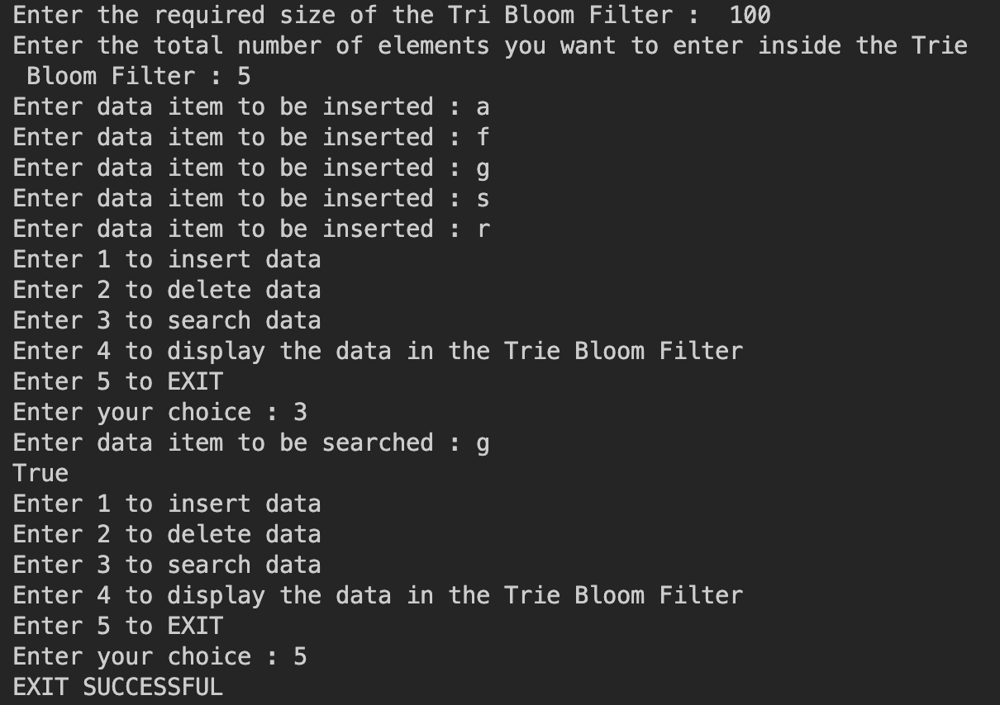 Enter the required size of the Tri Bloom Filter :  100
Enter the total number of elements you want to enter inside the Trie
 Bloom Filter : 5
Enter data item to be inserted : a
Enter data item to be inserted : f
Enter data item to be inserted : g
Enter data item to be inserted : s
Enter data item to be inserted : r
Enter 1 to insert data
Enter 2 to delete data
Enter 3 to search data
Enter 4 to display the data in the Trie Bloom Filter
Enter 5 to EXIT
Enter your choice : 3
Enter data item to be searched : g
True
Enter 1 to insert data
Enter 2 to delete data
Enter 3 to search data
Enter 4 to display the data in the Trie Bloom Filter
Enter 5 to EXIT
Enter your choice : 5
EXIT SUCCESSFUL